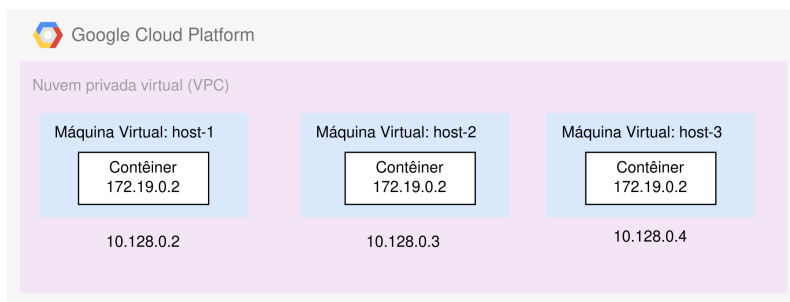 Google Cloud Platform
Nuvem privada virtual (VPC)
Máquina Virtual: host-1
Contêiner
172.19.0.2
10.128.0.2
Máquina Virtual: host-2
Contêiner
172.19.0.2
10.128.0.3
Máquina Virtual: host-3
Contêiner
172.19.0.2
10.128.0.4